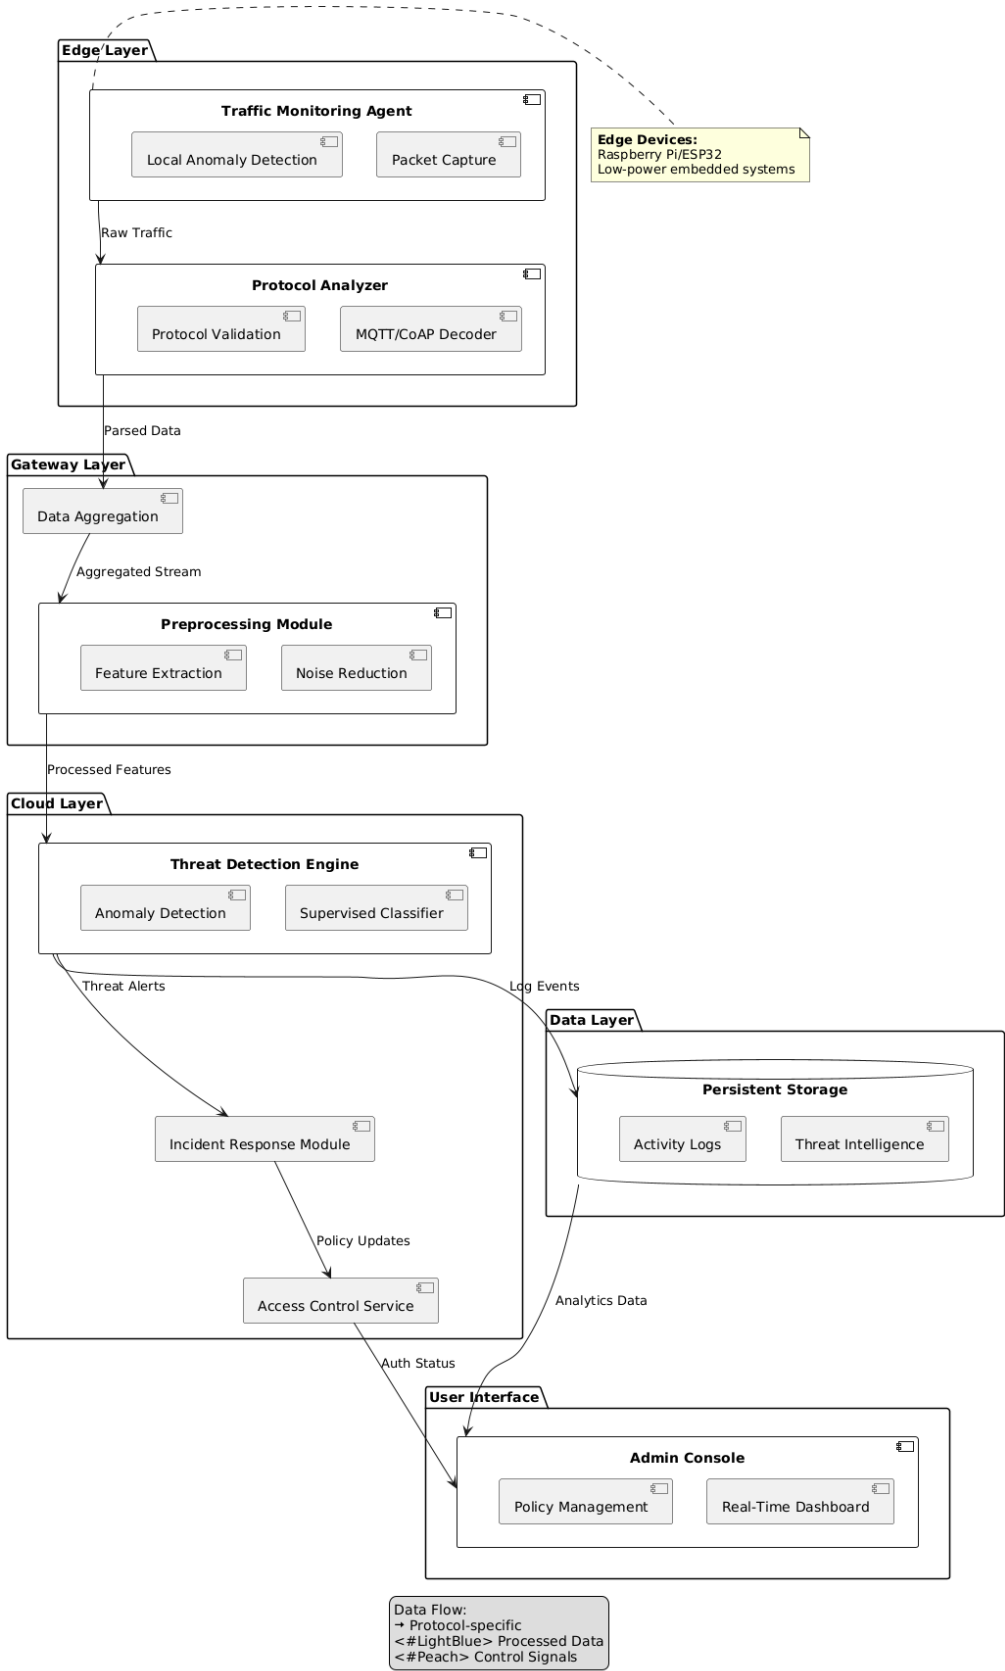 Edge Layer
Traffic Monitoring Agent
Local Anomaly Detection
Packet Capture
Edge Devices:
Raspberry Pi/ESP32
Low-power embedded systems
Raw Traffic
Protocol Analyzer
Protocol Validation
MQTT/CoAP Decoder
Parsed Data
Gateway Layer
Data Aggregation
Aggregated Stream
Preprocessing Module
Feature Extraction
Noise Reduction
Processed Features
Cloud Layer
Threat Detection Engine
Anomaly Detection
Supervised Classifier
Threat Alerts
Log Events
Data Layer
Persistent Storage
Activity Logs
Threat Intelligence
Incident Response Module
Policy Updates
Access Control Service
Analytics Data
Auth Status
User Interface
Admin Console
Policy Management
Real-Time Dashboard
Data Flow:
→ Protocol-specific
<#LightBlue> Processed Data
<#Peach> Control Signals